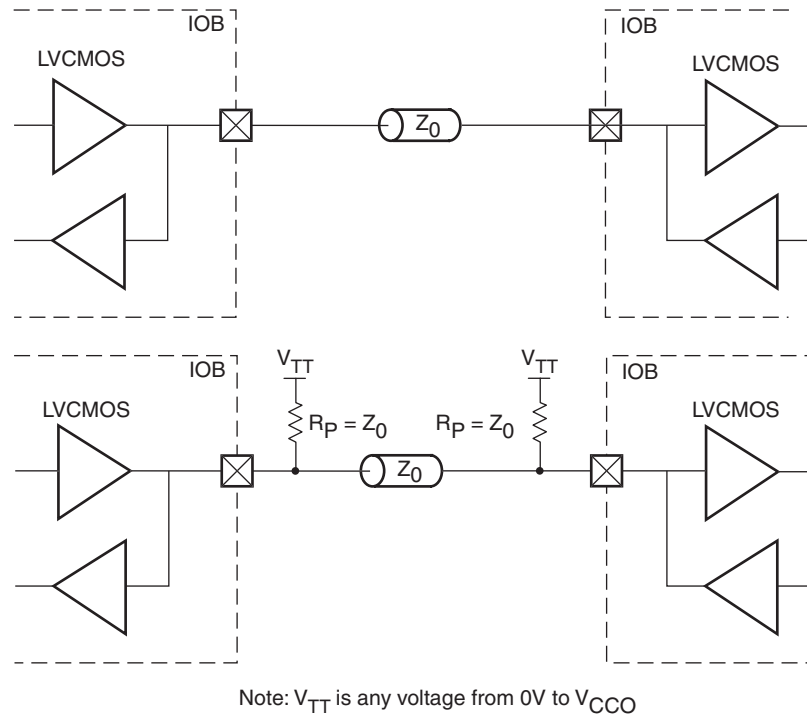 IOB
IOB
LVCMOS
LVCMOS
Z0
IOB
VTT
VTT
IOB
LVCMOS
RP = Z0
RP = Z0
LVCMOS
Z0
Note: VTT is any voltage from 0V to VCCO